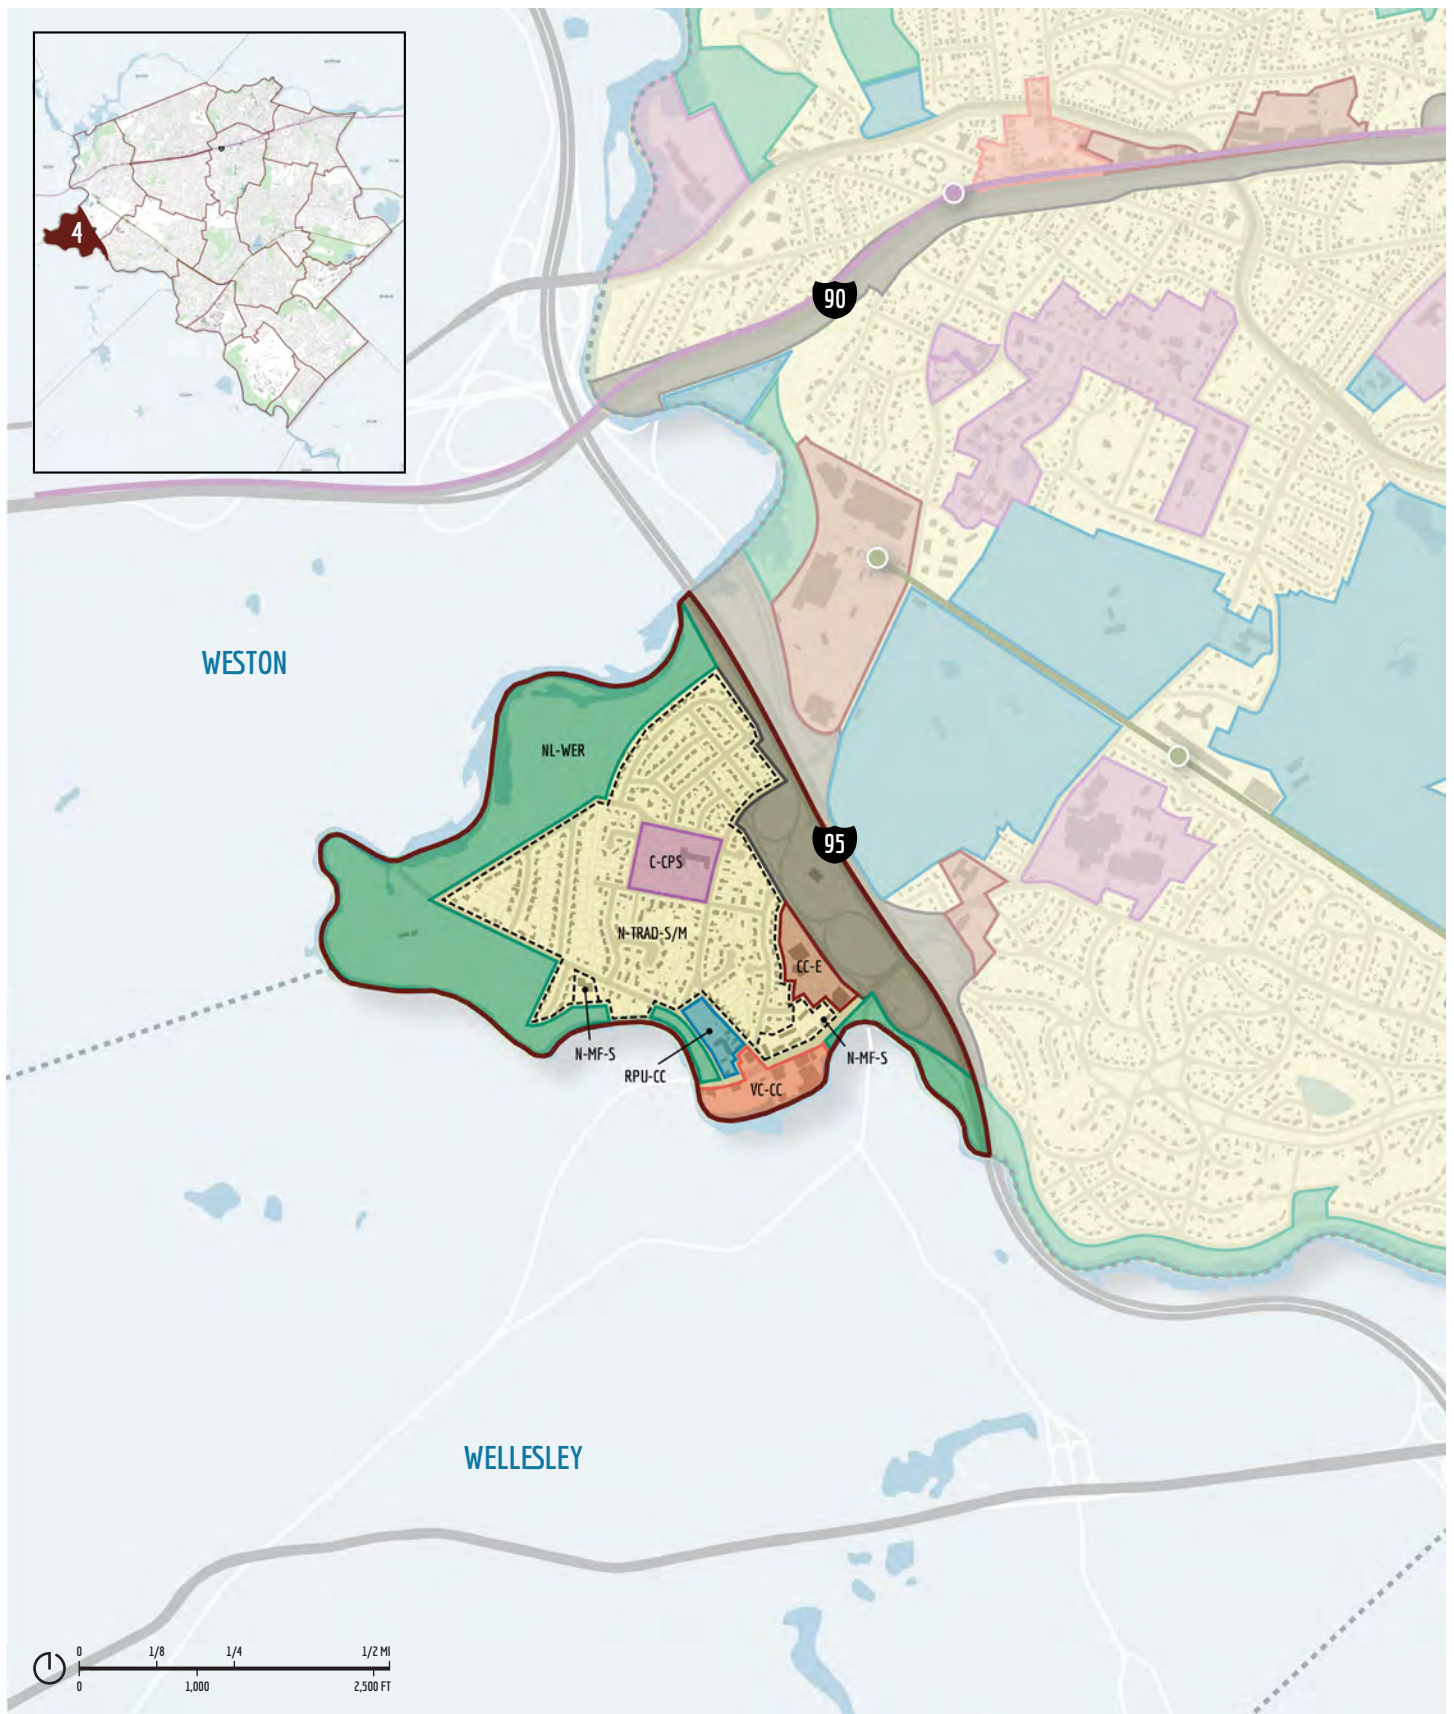 4
90
WESTON
NL-WER
95
C-CPS
N-TRAD-S/M
CC-E
N-MF-S
RPU-CC
N-MF-S
VC-CC
WELLESLEY
0 1/8 1/4 1/2 MI
0 1,000 2,500 FT